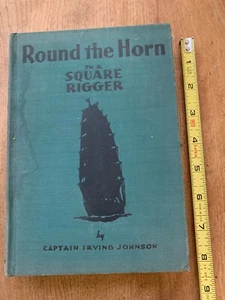 Round the Horn
IN A
SQUARE
RIGGER
by
CAPTAIN IRVING JOHNSON
1
2
3
4
5
6
7
8
9